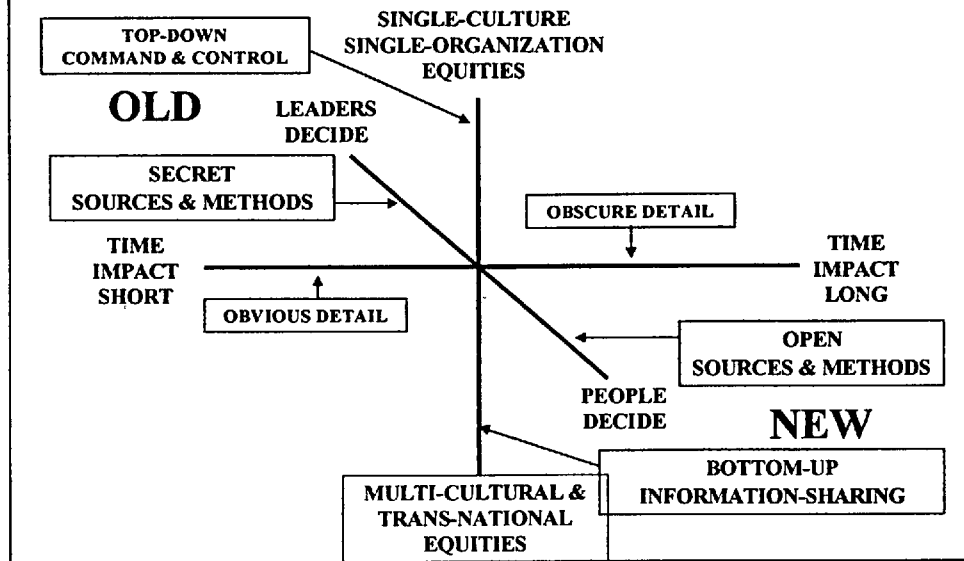 SINGLE-CULTURE
SINGLE-ORGANIZATION
EQUITIES
TOP-DOWN
COMMAND & CONTROL
OLD
LEADERS
DECIDE
SECRET
SOURCES & METHODS
OBSCURE DETAIL
TIME
IMPACT
SHORT
TIME
IMPACT
LONG
OBVIOUS DETAIL
OPEN
SOURCES & METHODS
PEOPLE
DECIDE
NEW
BOTTOM-UP
INFORMATION-SHARING
MULTI-CULTURAL &
TRANS-NATIONAL
EQUITIES